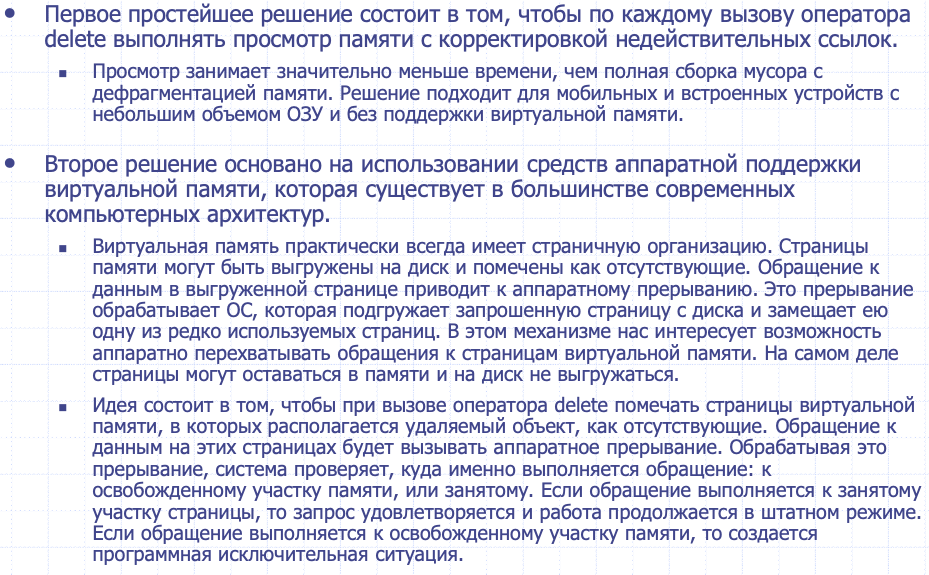 • Первое простейшее решение состоит в том, чтобы по каждому вызову оператора
delete выполнять просмотр памяти с корректировкой недействительных ссылок.
▪ Просмотр занимает значительно меньше времени, чем полная сборка мусора с
дефрагментацией памяти. Решение подходит для мобильных и встроенных устройств с
небольшим объемом ОЗУ и без поддержки виртуальной памяти.
• Второе решение основано на использовании средств аппаратной поддержки
виртуальной памяти, которая существует в большинстве современных
компьютерных архитектур.
▪ Виртуальная память практически всегда имеет страничную организацию. Страницы
памяти могут быть выгружены на диск и помечены как отсутствующие. Обращение к
данным в выгруженной странице приводит к аппаратному прерыванию. Это прерывание
обрабатывает ОС, которая подгружает запрошенную страницу с диска и замещает ею
одну из редко используемых страниц. В этом механизме нас интересует возможность
аппаратно перехватывать обращения к страницам виртуальной памяти. На самом деле
страницы могут оставаться в памяти и на диск не выгружаться.
▪ Идея состоит в том, чтобы при вызове оператора delete помечать страницы виртуальной
памяти, в которых располагается удаляемый объект, как отсутствующие. Обращение к
данным на этих страницах будет вызывать аппаратное прерывание. Обрабатывая это
прерывание, система проверяет, куда именно выполняется обращение: к
освобожденному участку памяти, или занятому. Если обращение выполняется к занятому
участку страницы, то запрос удовлетворяется и работа продолжается в штатном режиме.
Если обращение выполняется к освобожденному участку памяти, то создается
программная исключительная ситуация.